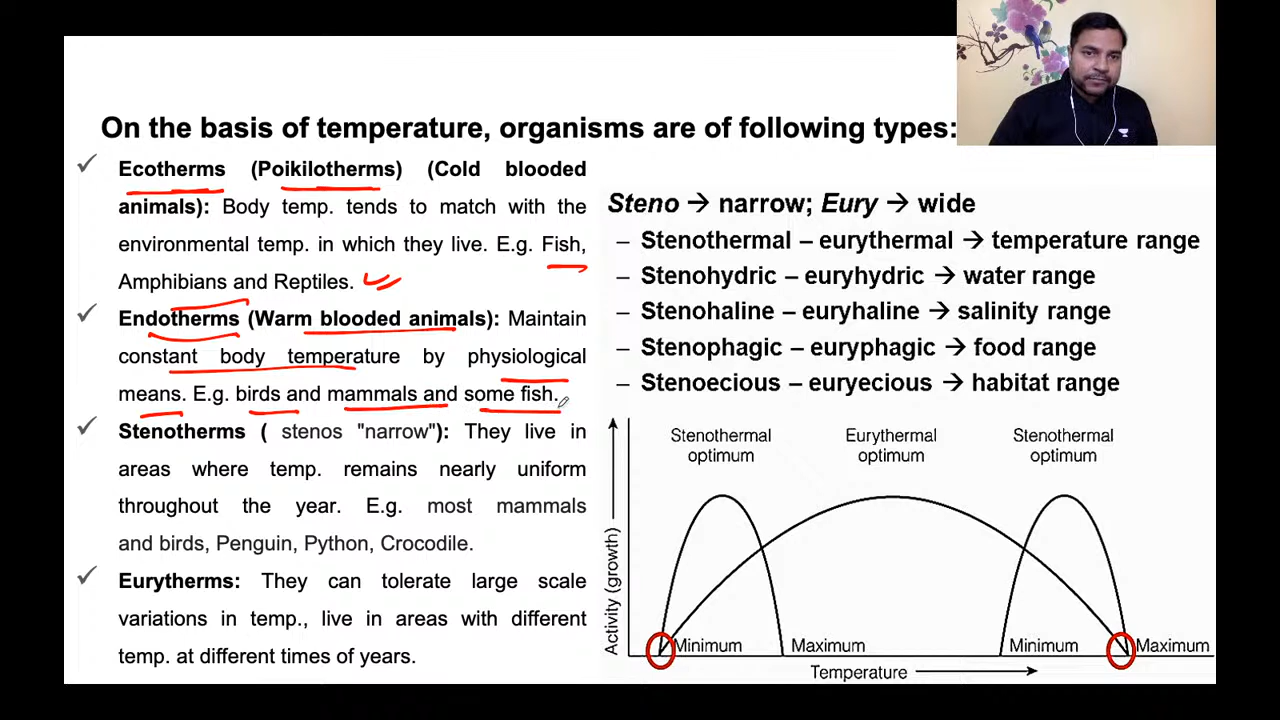 On the basis of temperature, organisms are of following types:
Ecotherms (Poikilotherms) (Cold blooded
animals): Body temp. tends to match with the
environmental temp. in which they live. E.g. Fish,
Amphibians and Reptiles.
Endotherms (Warm blooded animals): Maintain
constant body temperature by physiological
means. E.g. birds and mammals and some fish.
Stenotherms ( stenos "narrow"): They live in
areas where temp. remains nearly uniform
throughout the year. E.g. most mammals
and birds, Penguin, Python, Crocodile.
Eurytherms: They can tolerate large scale
variations in temp., live in areas with different
temp. at different times of years.
Steno → narrow; Eury → wide
– Stenothermal – eurythermal → temperature range
– Stenohydric – euryhydric → water range
– Stenohaline – euryhaline → salinity range
– Stenophagic – euryphagic → food range
– Stenoecious – euryecious → habitat range
Stenothermal
optimum
Eurythermal
optimum
Stenothermal
optimum
Activity (growth)
Minimum
Maximum
Minimum
Maximum
Temperature